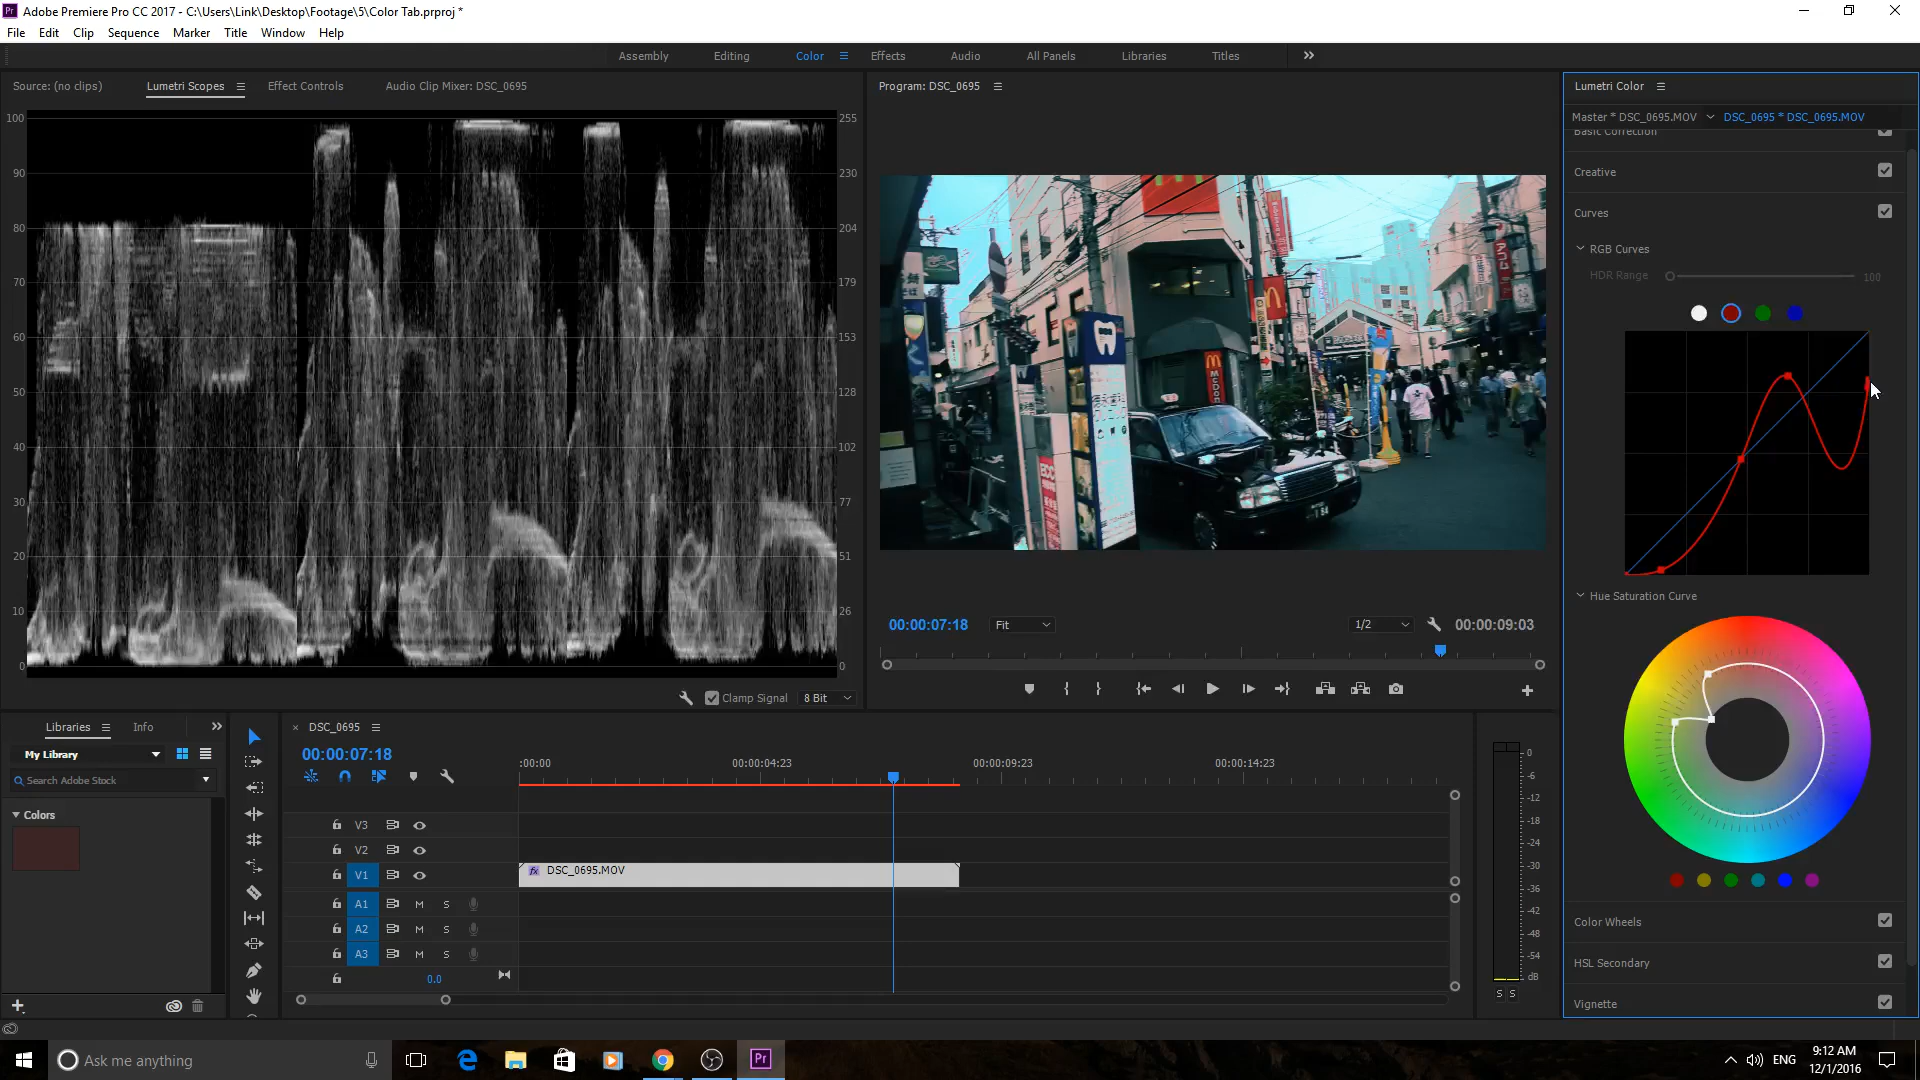 Adobe Premiere Pro CC 2017 - C:\Users\Link\Desktop\Footage\5\Color Tab.prproj *
File Edit Clip Sequence Marker Title Window Help
Assembly Editing Color Effects Audio All Panels Libraries Titles
Source: (no clips) Lumetri Scopes Effect Controls Audio Clip Mixer: DSC_0695
100 255
90 230
80 204
70 179
60 153
50 128
40 102
30 77
20 51
10 26
0 0
Clamp Signal 8 Bit
Program: DSC_0695
00:00:07:18 Fit 1/2 00:00:09:03
Lumetri Color
Master * DSC_0695.MOV DSC_0695 * DSC_0695.MOV
Basic Correction
Creative
Curves
RGB Curves
HDR Range 100
Hue Saturation Curve
Color Wheels
HSL Secondary
Vignette
Libraries Info
My Library
Search Adobe Stock
Colors
DSC_0695
00:00:07:18
:00:00 00:00:04:23 00:00:09:23 00:00:14:23
V3
V2
V1 fx DSC_0695.MOV
A1 M S
A2 M S
A3 M S
0.0
0
-6
-12
-18
-24
-30
-36
-42
-48
-54
dB
S S
Ask me anything
Pr
ENG
9:12 AM
12/1/2016